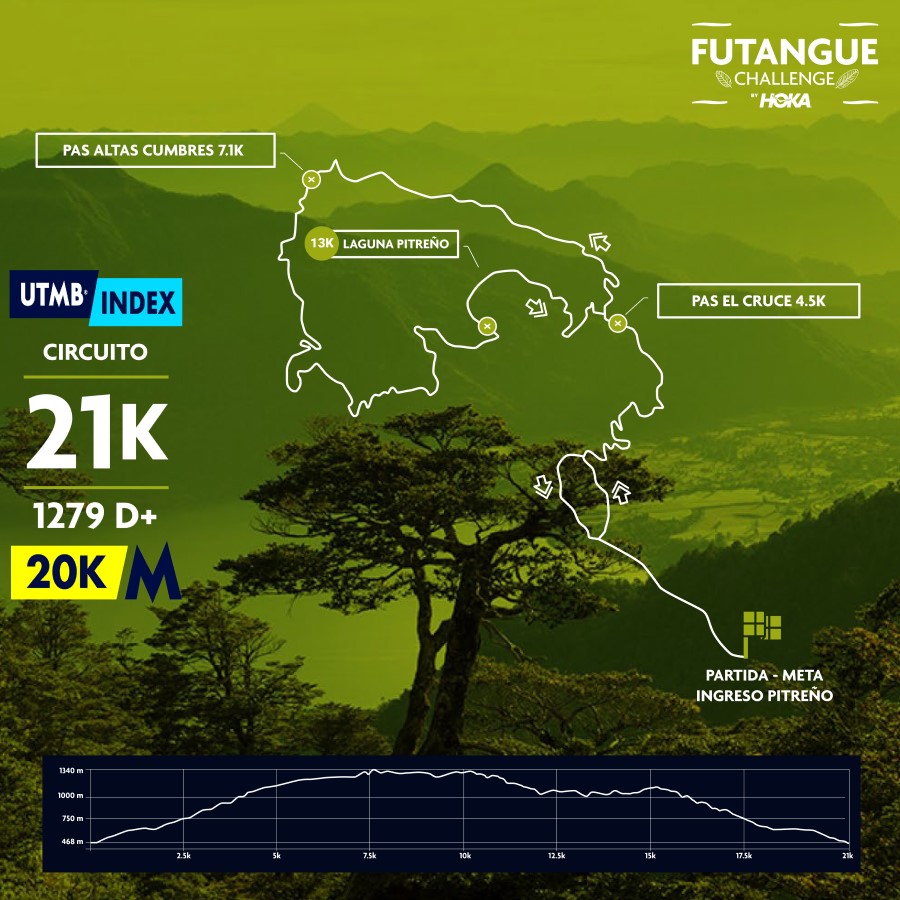 FUTANGUE
CHALLENGE
BY HOKA
PAS ALTAS CUMBRES 7.1K
13K LAGUNA PITREÑO
PAS EL CRUCE 4.5K
UTMB® INDEX
CIRCUITO
21K
1279 D+
20K M
PARTIDA - META
INGRESO PITREÑO
1340 m
1000 m
750 m
468 m
2.5k 5k 7.5k 10k 12.5k 15k 17.5k 21k